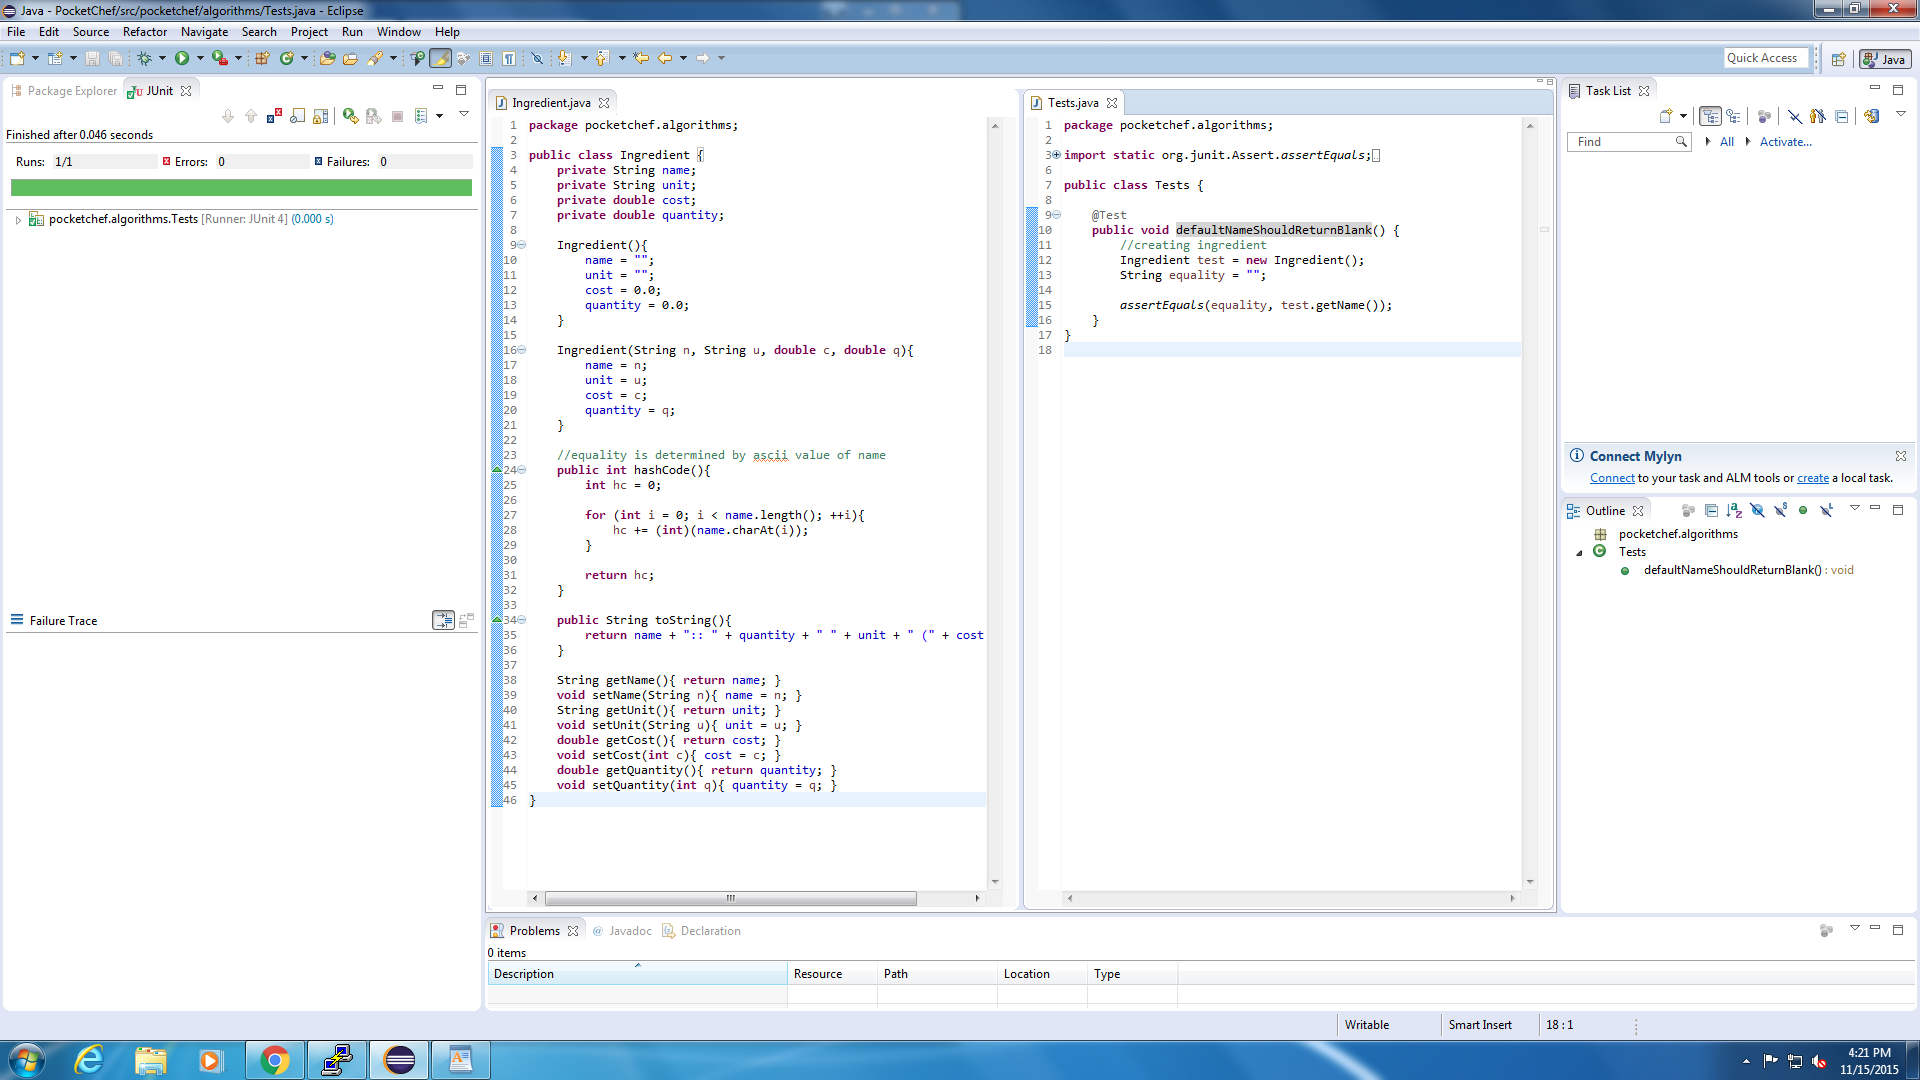 Java - PocketChef/src/pocketchef/algorithms/Tests.java - Eclipse
File Edit Source Refactor Navigate Search Project Run Window Help
Quick Access
Java
Package Explorer JUnit
Finished after 0.046 seconds
Runs: 1/1 Errors: 0 Failures: 0
pocketchef.algorithms.Tests [Runner: JUnit 4] (0.000 s)
Failure Trace
Ingredient.java
1 package pocketchef.algorithms;
2
3 public class Ingredient {
4 private String name;
5 private String unit;
6 private double cost;
7 private double quantity;
8
9 Ingredient(){
10 name = "";
11 unit = "";
12 cost = 0.0;
13 quantity = 0.0;
14 }
15
16 Ingredient(String n, String u, double c, double q){
17 name = n;
18 unit = u;
19 cost = c;
20 quantity = q;
21 }
22
23 //equality is determined by ascii value of name
24 public int hashCode(){
25 int hc = 0;
26
27 for (int i = 0; i < name.length(); ++i){
28 hc += (int)(name.charAt(i));
29 }
30
31 return hc;
32 }
33
34 public String toString(){
35 return name + ":: " + quantity + " " + unit + " (" + cost
36 }
37
38 String getName(){ return name; }
39 void setName(String n){ name = n; }
40 String getUnit(){ return unit; }
41 void setUnit(String u){ unit = u; }
42 double getCost(){ return cost; }
43 void setCost(int c){ cost = c; }
44 double getQuantity(){ return quantity; }
45 void setQuantity(int q){ quantity = q; }
46 }
Tests.java
1 package pocketchef.algorithms;
2
3 import static org.junit.Assert.assertEquals;
6
7 public class Tests {
8
9 @Test
10 public void defaultNameShouldReturnBlank() {
11 //creating ingredient
12 Ingredient test = new Ingredient();
13 String equality = "";
14
15 assertEquals(equality, test.getName());
16 }
17 }
18
Task List
Find All Activate...
Connect Mylyn
Connect to your task and ALM tools or create a local task.
Outline
pocketchef.algorithms
Tests
defaultNameShouldReturnBlank() : void
Problems Javadoc Declaration
0 items
Description Resource Path Location Type
Writable Smart Insert 18 : 1
4:21 PM
11/15/2015